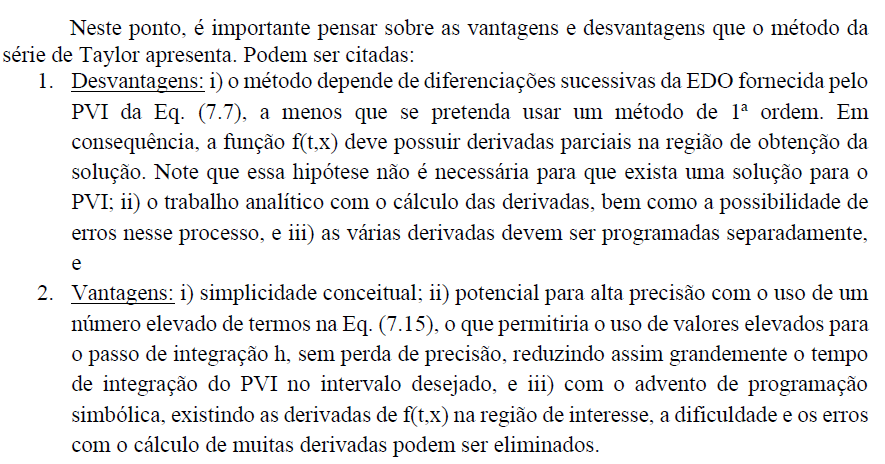 Neste ponto, é importante pensar sobre as vantagens e desvantagens que o método da
série de Taylor apresenta. Podem ser citadas:
1. Desvantagens: i) o método depende de diferenciações sucessivas da EDO fornecida pelo
PVI da Eq. (7.7), a menos que se pretenda usar um método de 1ª ordem. Em
consequência, a função f(t,x) deve possuir derivadas parciais na região de obtenção da
solução. Note que essa hipótese não é necessária para que exista uma solução para o
PVI; ii) o trabalho analítico com o cálculo das derivadas, bem como a possibilidade de
erros nesse processo, e iii) as várias derivadas devem ser programadas separadamente,
e
2. Vantagens: i) simplicidade conceitual; ii) potencial para alta precisão com o uso de um
número elevado de termos na Eq. (7.15), o que permitiria o uso de valores elevados para
o passo de integração h, sem perda de precisão, reduzindo assim grandemente o tempo
de integração do PVI no intervalo desejado, e iii) com o advento de programação
simbólica, existindo as derivadas de f(t,x) na região de interesse, a dificuldade e os erros
com o cálculo de muitas derivadas podem ser eliminados.